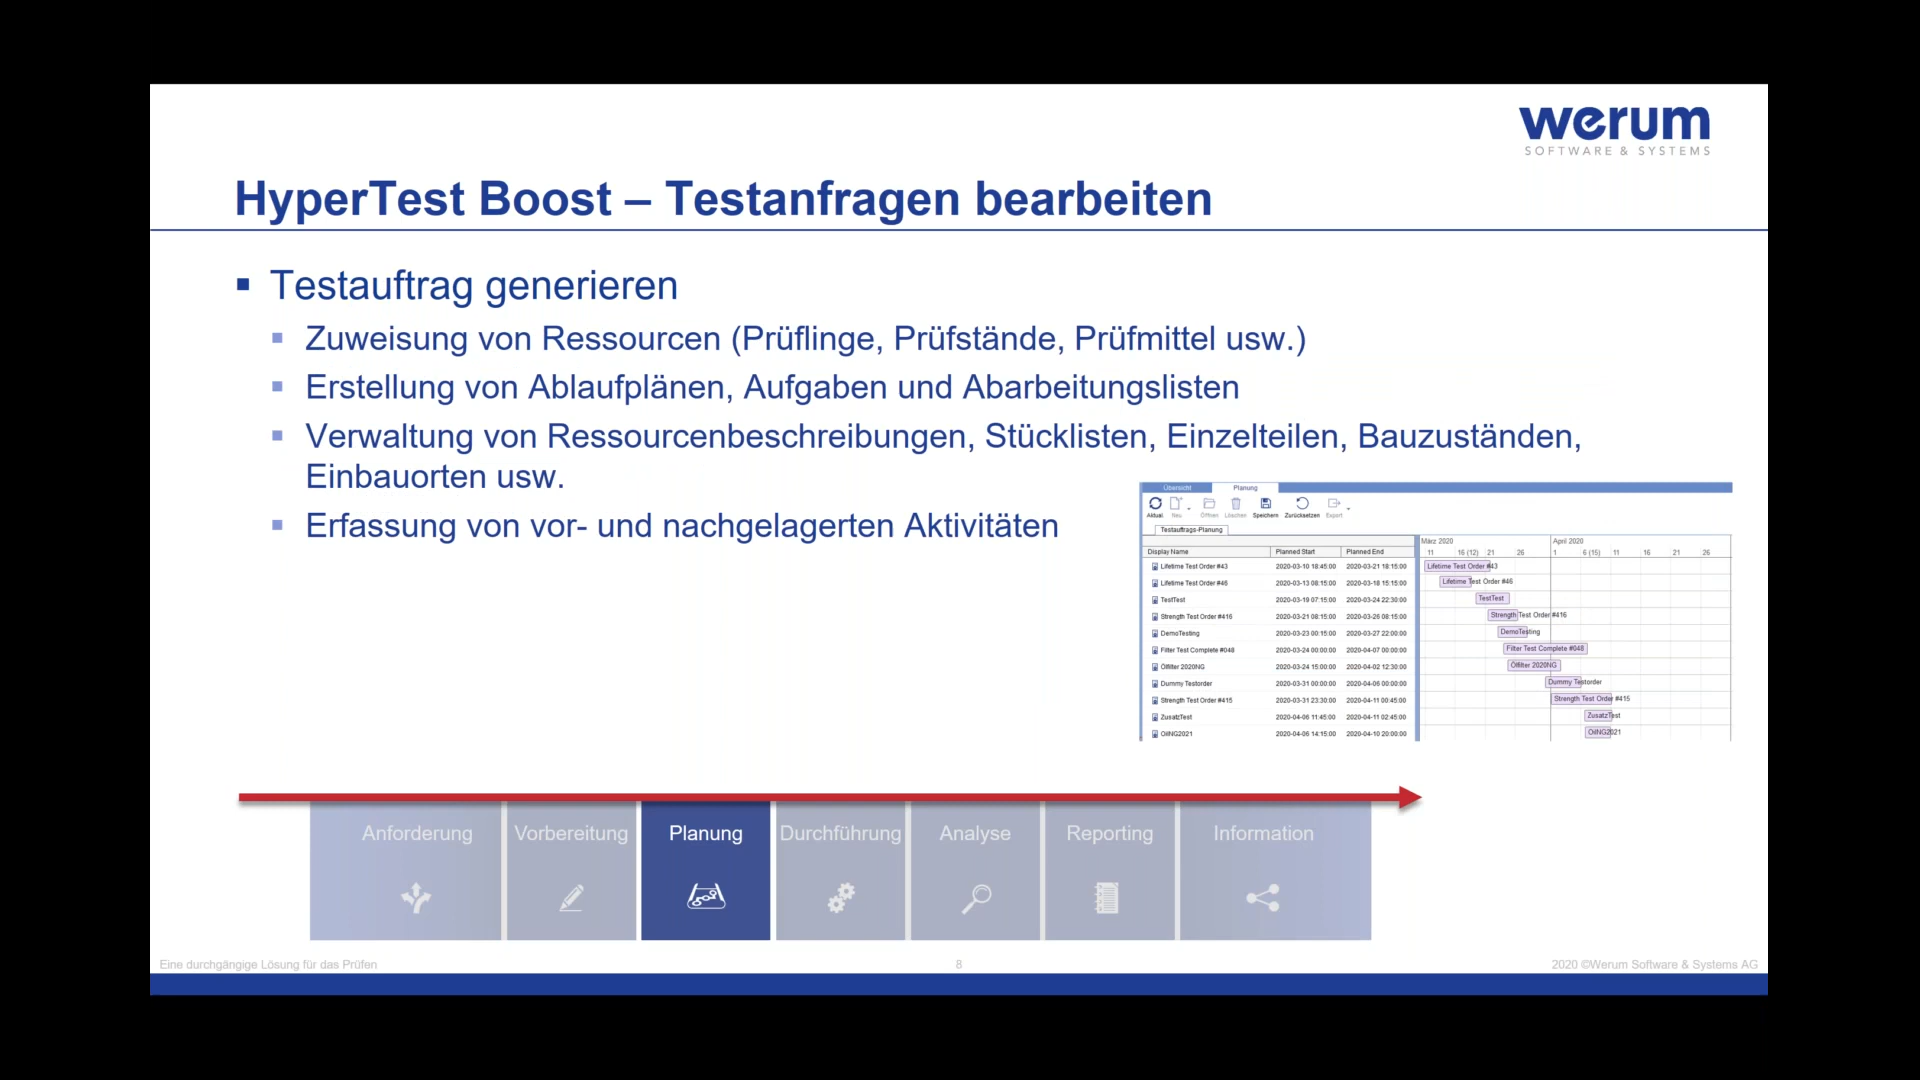 werum
SOFTWARE & SYSTEMS
HyperTest Boost – Testanfragen bearbeiten
Testauftrag generieren
Zuweisung von Ressourcen (Prüflinge, Prüfstände, Prüfmittel usw.)
Erstellung von Ablaufplänen, Aufgaben und Abarbeitungslisten
Verwaltung von Ressourcenbeschreibungen, Stücklisten, Einzelteilen, Bauzuständen,
Einbauorten usw.
Erfassung von vor- und nachgelagerten Aktivitäten
Übersicht Planung
Aktual Neu Öffnen Löschen Speichern Zurücksetzen Export
Testauftrags-Planung
März 2020 April 2020
Display Name Planned Start Planned End 11 16 (12) 21 26 1 6 (15) 11 16 21 26
Lifetime Test Order #43 2020-03-10 18:45:00 2020-03-21 18:15:00 Lifetime Test Order #43
Lifetime Test Order #46 2020-03-13 08:15:00 2020-03-18 15:15:00 Lifetime Test Order #46
TestTest 2020-03-19 07:15:00 2020-03-24 22:30:00 TestTest
Strength Test Order #416 2020-03-21 08:15:00 2020-03-26 08:15:00 Strength Test Order #416
DemoTesting 2020-03-23 00:15:00 2020-03-27 22:00:00 DemoTesting
Filter Test Complete #048 2020-03-24 00:00:00 2020-04-07 00:00:00 Filter Test Complete #048
Ölfilter 2020NG 2020-03-24 15:00:00 2020-04-02 12:30:00 Ölfilter 2020NG
Dummy Testorder 2020-03-31 00:00:00 2020-04-06 00:00:00 Dummy Testorder
Strength Test Order #415 2020-03-31 23:30:00 2020-04-11 00:45:00 Strength Test Order #415
ZusatzTest 2020-04-06 11:45:00 2020-04-11 02:45:00 ZusatzTest
OilNG2021 2020-04-06 14:15:00 2020-04-10 20:00:00 OilNG2021
Anforderung Vorbereitung Planung Durchführung Analyse Reporting Information
Eine durchgängige Lösung für das Prüfen 8 2020 ©Werum Software & Systems AG